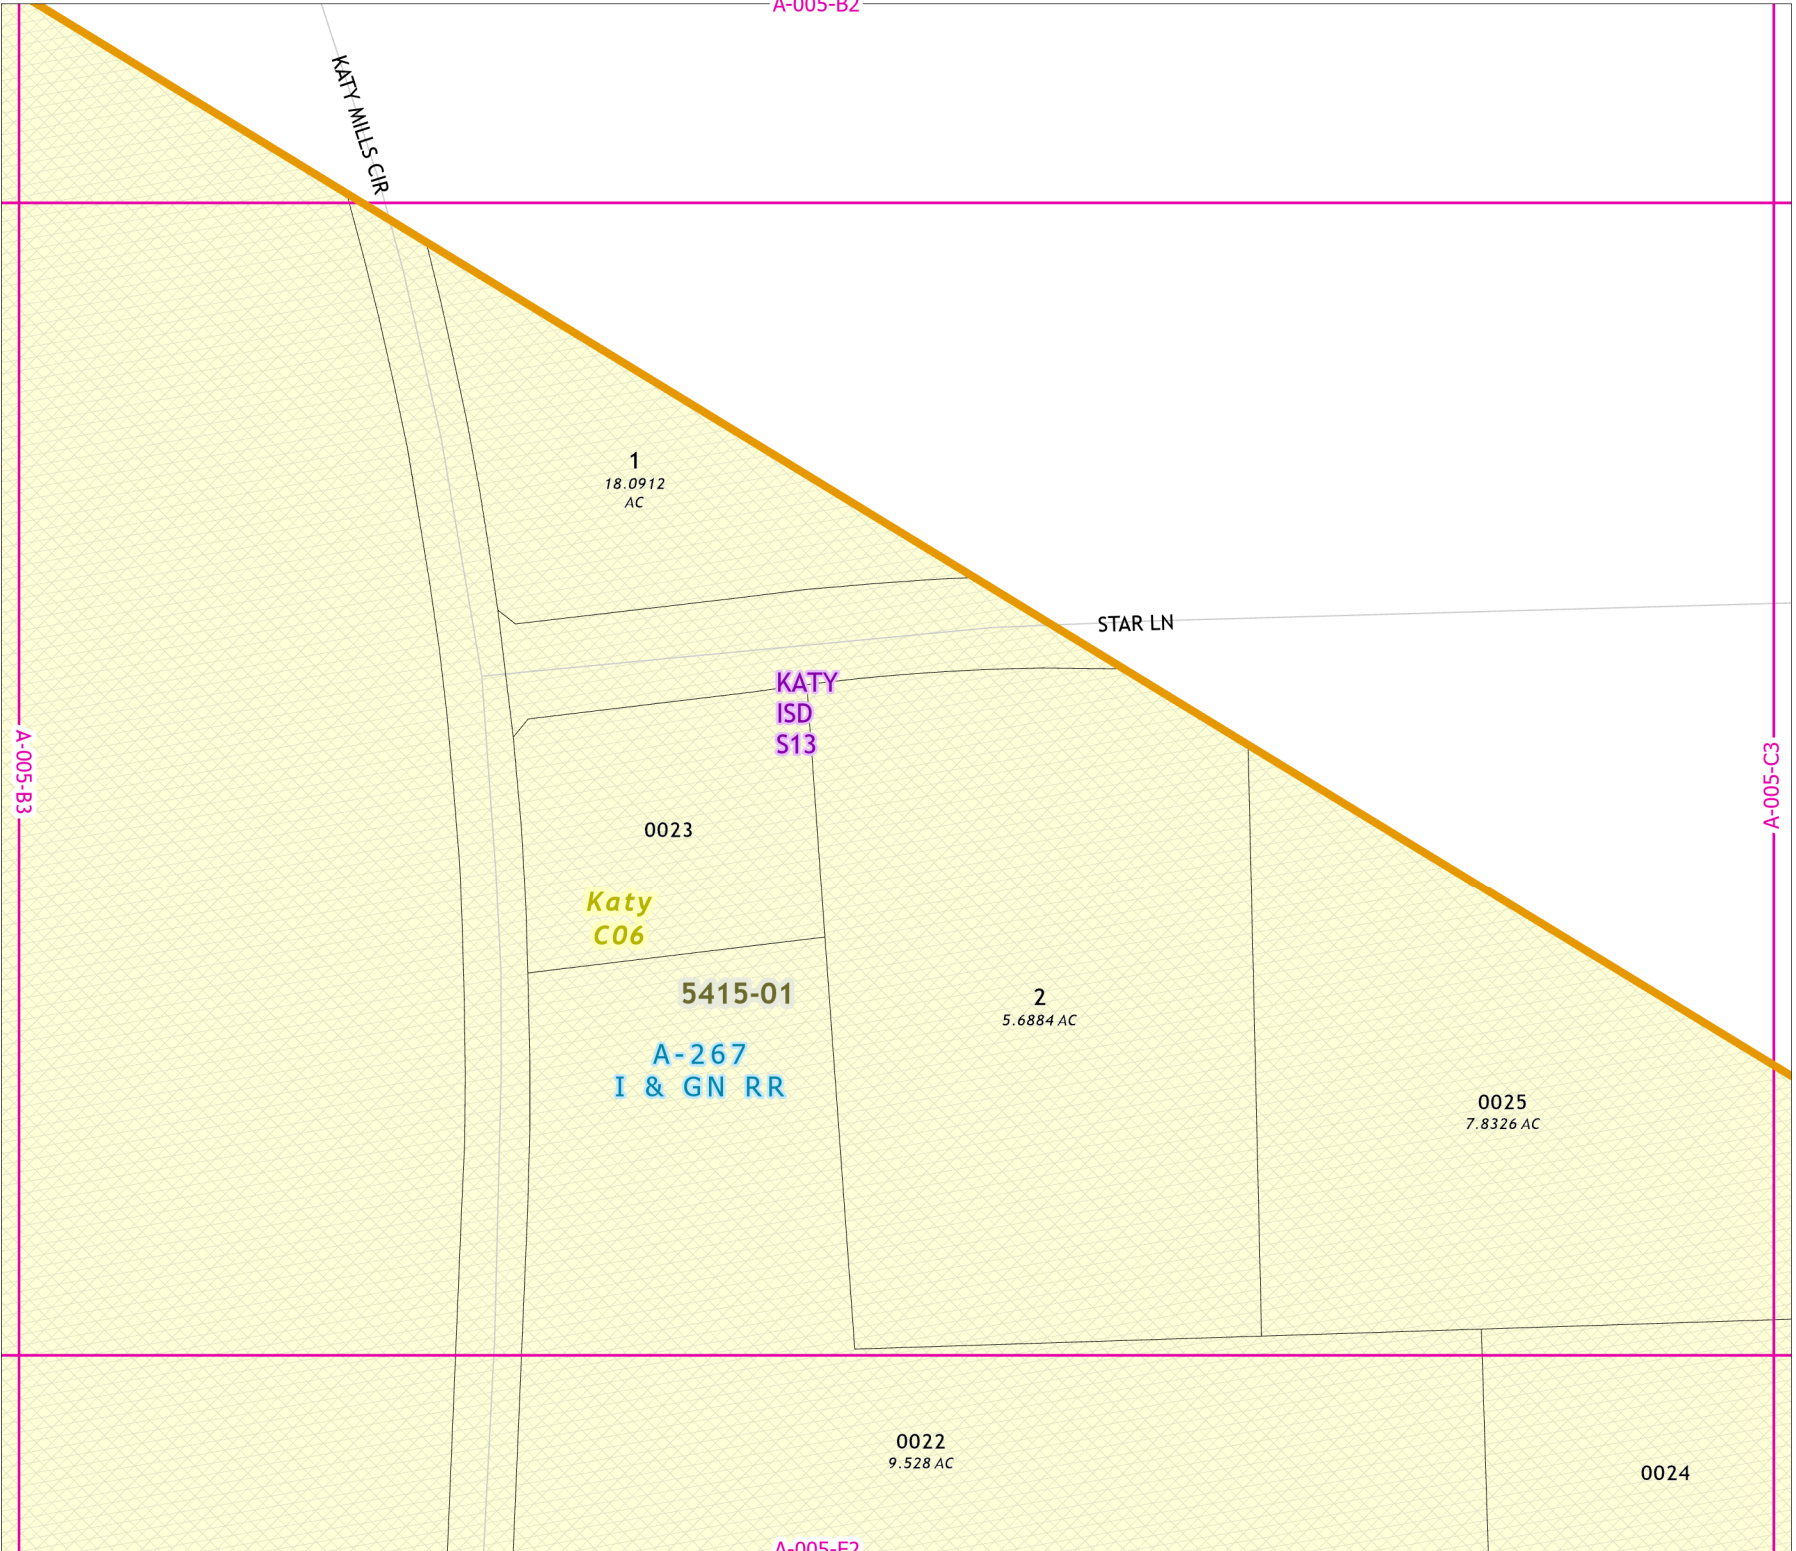 A-005-B2
KATY MILLS CIR
1
18.0912
AC
STAR LN
KATY
ISD
S13
A-005-B3
A-005-C3
0023
Katy
C06
5415-01
2
5.6884 AC
A-267
I & GN RR
0025
7.8326 AC
0022
9.528 AC
0024